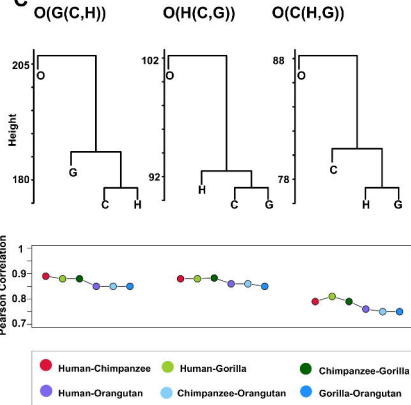 C
O(G(C,H)) O(H(C,G)) O(C(H,G))
205 102 88
O O O
Height
G H C
180 92 78
C H C G H G
Pearson Correlation
1
0.9
0.8
0.7
Human-Chimpanzee Human-Gorilla Chimpanzee-Gorilla
Human-Orangutan Chimpanzee-Orangutan Gorilla-Orangutan